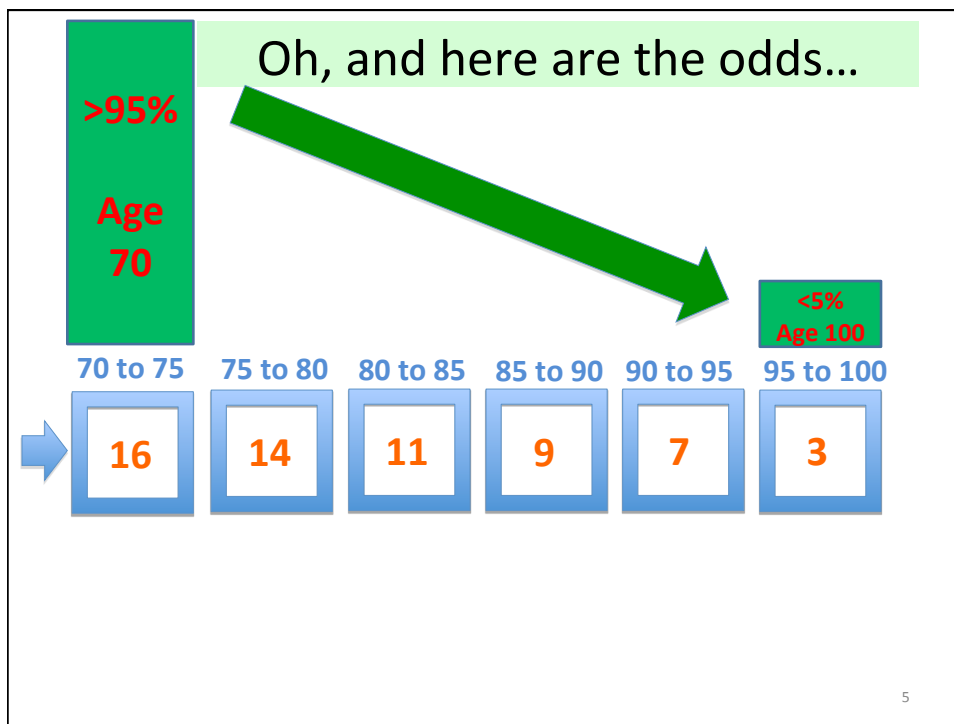 Oh, and here are the odds…
>95%
Age
70
<5%
Age 100
70 to 75
75 to 80
80 to 85
85 to 90
90 to 95
95 to 100
16
14
11
9
7
3
5